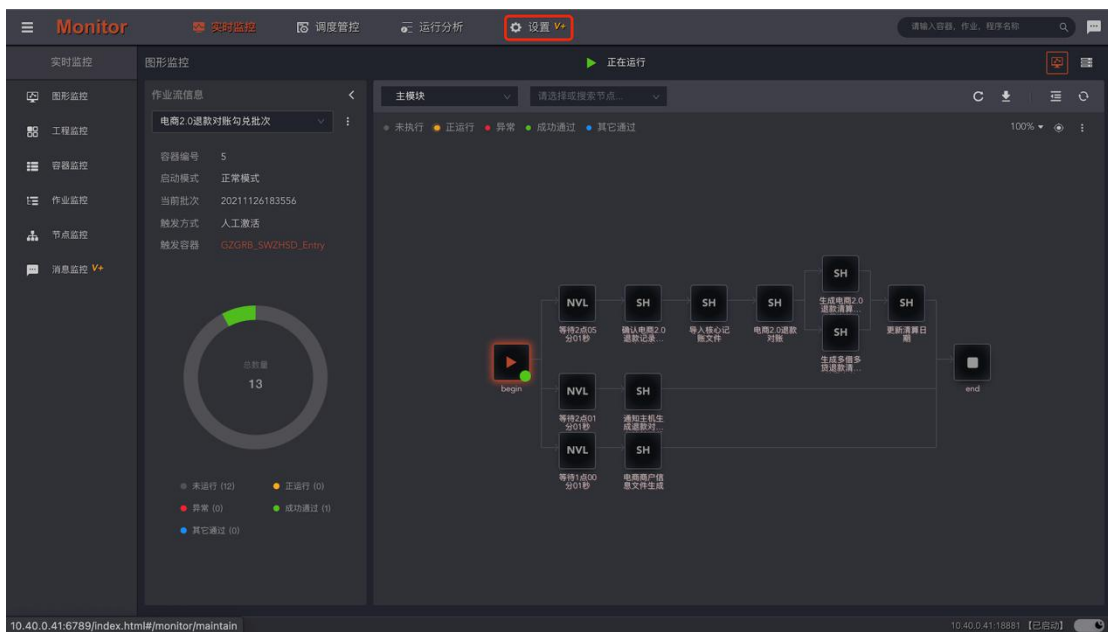 Monitor
实时监控
调度管控
运行分析
设置 V+
请输入容器、作业、程序名称
实时监控
图形监控
正在运行
图形监控
工程监控
容器监控
作业监控
节点监控
消息监控 V+
作业流信息
电商2.0退款对账勾兑批次
容器编号 5
启动模式 正常模式
当前批次 20211126183556
触发方式 人工激活
触发容器 GZGRB_SWZHSD_Entry
总数量
13
未运行 (12)
正运行 (0)
异常 (0)
成功通过 (1)
其它通过 (0)
主模块
请选择或搜索节点...
未执行 正运行 异常 成功通过 其它通过
100%
begin
NVL
等待2点05
分01秒
SH
确认电商2.0
退款记录...
SH
导入核心记
账文件
SH
电商2.0退款
对账
SH
生成电商2.0
退款清算...
SH
生成多借多
贷退款清...
SH
更新清算日
期
NVL
等待2点01
分01秒
SH
通知主机生
成退款对...
NVL
等待1点00
分01秒
SH
电商商户信
息文件生成
end
10.40.0.41:6789/index.html#/monitor/maintain
10.40.0.41:18881 【已启动】